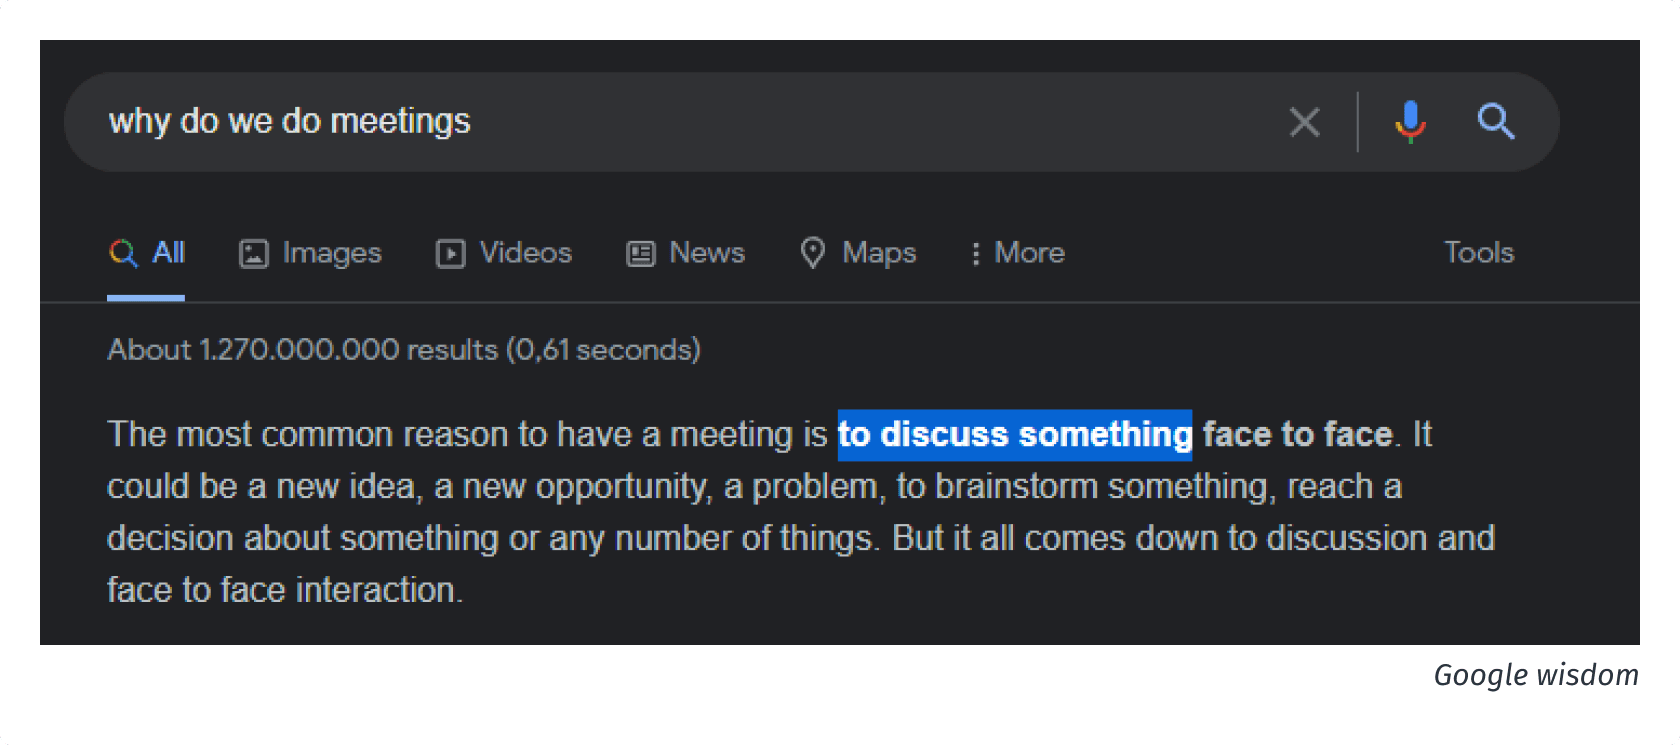 why do we do meetings
All Images Videos News Maps More Tools
About 1.270.000.000 results (0,61 seconds)
The most common reason to have a meeting is to discuss something face to face. It
could be a new idea, a new opportunity, a problem, to brainstorm something, reach a
decision about something or any number of things. But it all comes down to discussion and
face to face interaction.
Google wisdom